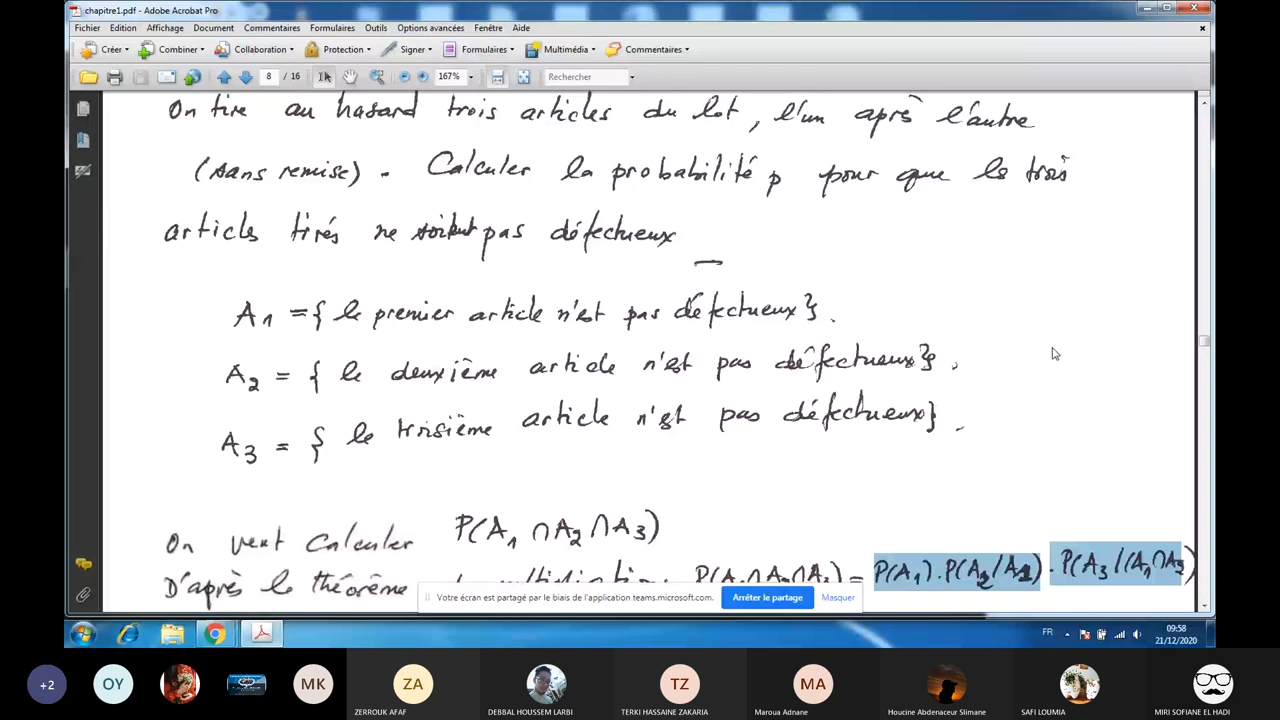 chapitre1.pdf - Adobe Acrobat Pro
Fichier Edition Affichage Document Commentaires Formulaires Outils Options avancées Fenêtre Aide
Créer Combiner Collaboration Protection Signer Formulaires Multimédia Commentaires
8 / 16 167% Rechercher
On tire au hasard trois articles du lot, l'un après l'autre
(sans remise). Calculer la probabilité p pour que les trois
articles tirés ne soient pas défectueux
A1 = { le premier article n'est pas défectueux}.
A2 = { le deuxième article n'est pas défectueux}.
A3 = { le troisième article n'est pas défectueux}.
On veut calculer P(A1 ∩ A2 ∩ A3)
D'après le théorème P(A1 ∩ A2 ∩ A3) = P(A1). P(A2/A1) . P(A3/(A1∩A2)
Votre écran est partagé par le biais de l'application teams.microsoft.com. Arrêter le partage Masquer
FR 09:58
21/12/2020
+2 OY MK ZA TZ MA
ZERROUK AFAF DEBBAL HOUSSEM LARBI TERKI HASSAINE ZAKARIA Maroua Adnane Houcine Abdenaceur Slimane SAFI LOUMIA MIRI SOFIANE EL HADI